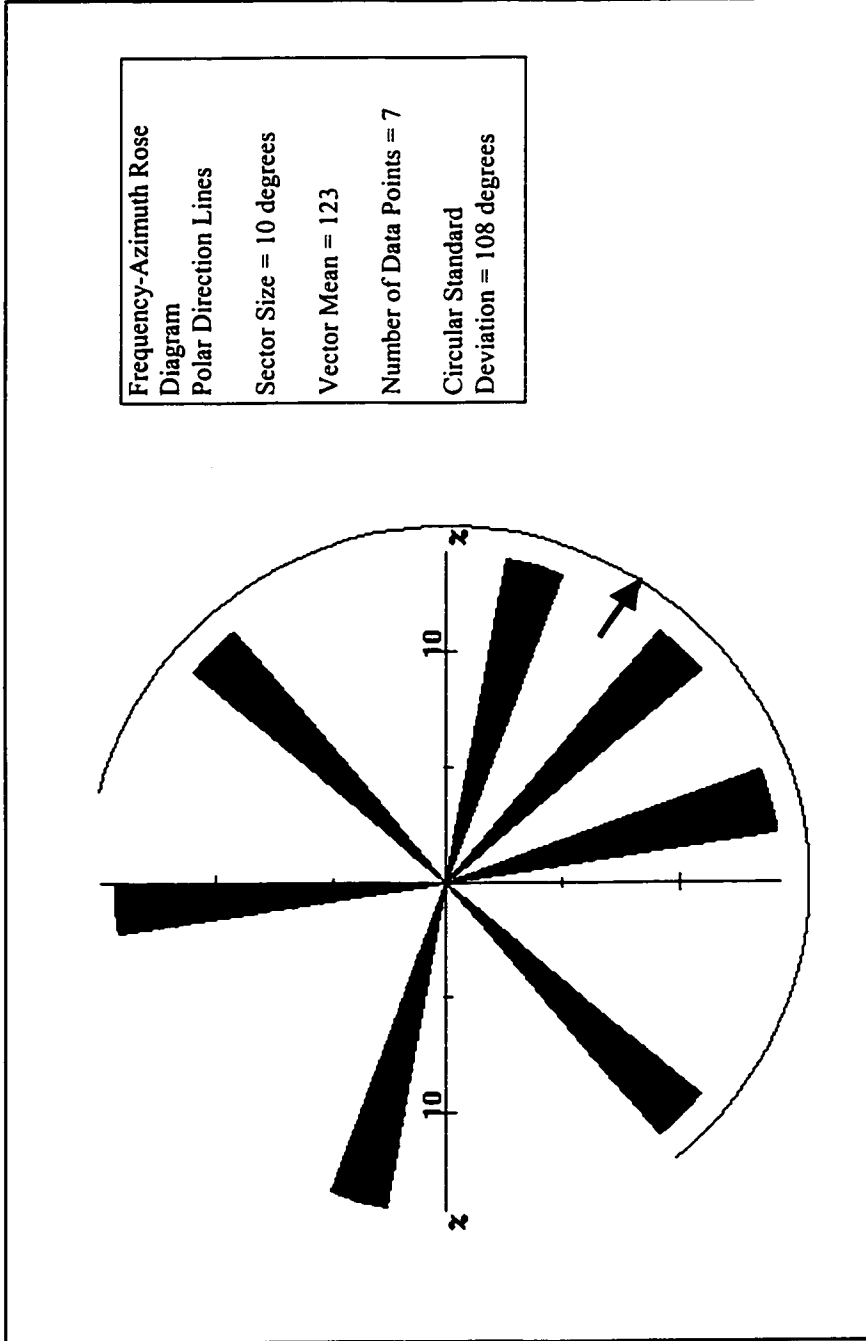 Frequency-Azimuth Rose
Diagram
Polar Direction Lines
Sector Size = 10 degrees
Vector Mean = 123
Number of Data Points = 7
Circular Standard
Deviation = 108 degrees
%
10
10
%